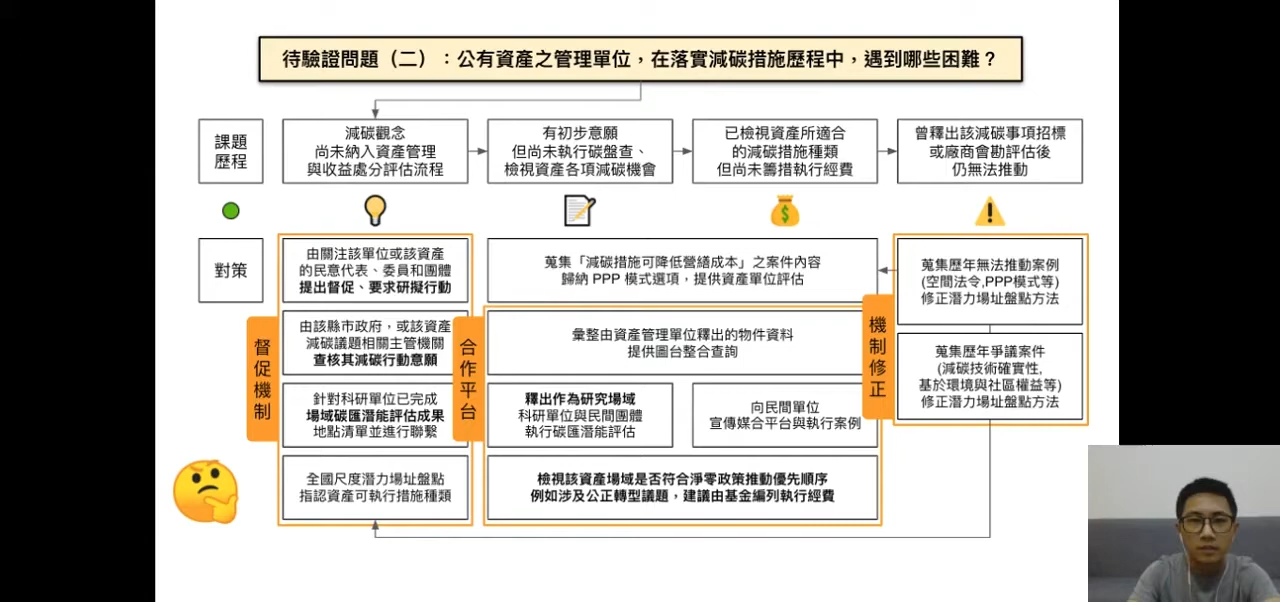 待驗證問題（二）：公有資產之管理單位，在落實減碳措施歷程中，遇到哪些困難？
課題
歷程
減碳觀念
尚未納入資產管理
與收益處分評估流程
有初步意願
但尚未執行碳盤查、
檢視資產各項減碳機會
已檢視資產所適合
的減碳措施種類
但尚未籌措執行經費
曾釋出該減碳事項招標
或廠商會勘評估後
仍無法推動
對策
由關注該單位或該資產
的民意代表、委員和團體
提出督促、要求研擬行動
由該縣市政府，或該資產
減碳議題相關主管機關
查核其減碳行動意願
針對科研單位已完成
場域碳匯潛能評估成果
地點清單並進行聯繫
全國尺度潛力場址盤點
指認資產可執行措施種類
督促機制
蒐集「減碳措施可降低營繕成本」之案件內容
歸納 PPP 模式選項，提供資產單位評估
彙整由資產管理單位釋出的物件資料
提供圖台整合查詢
釋出作為研究場域
科研單位與民間團體
執行碳匯潛能評估
向民間單位
宣傳媒合平台與執行案例
檢視該資產場域是否符合淨零政策推動優先順序
例如涉及公正轉型議題，建議由基金編列執行經費
合作平台
蒐集歷年無法推動案例
(空間法令,PPP模式等)
修正潛力場址盤點方法
蒐集歷年爭議案件
(減碳技術確實性,
基於環境與社區權益等)
修正潛力場址盤點方法
機制修正